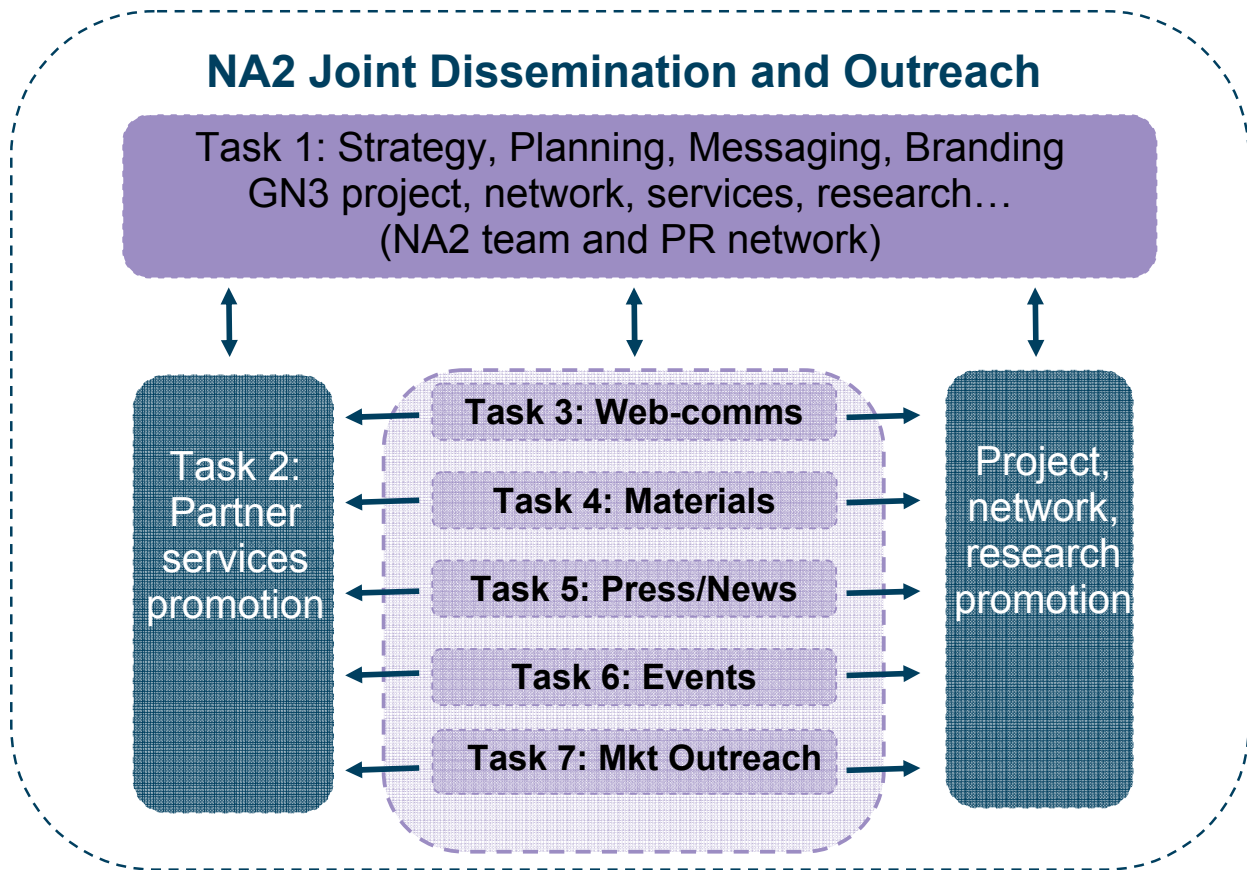 NA2 Joint Dissemination and Outreach
Task 1: Strategy, Planning, Messaging, Branding
GN3 project, network, services, research…
(NA2 team and PR network)
Task 2:
Partner
services
promotion
Task 3: Web-comms
Task 4: Materials
Task 5: Press/News
Task 6: Events
Task 7: Mkt Outreach
Project,
network,
research
promotion